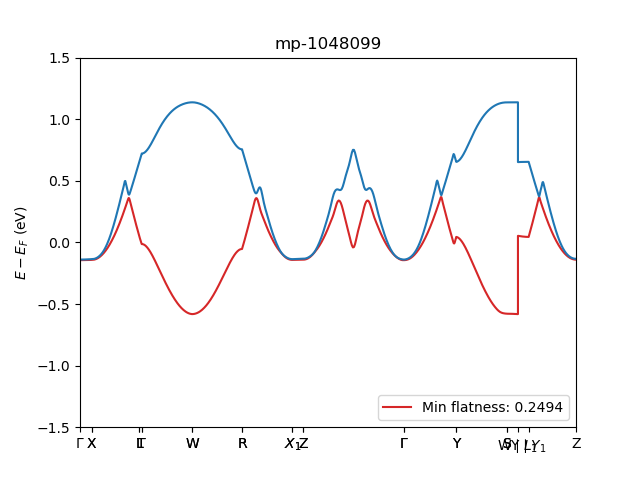 mp-1048099
1.5
1.0
0.5
0.0
−0.5
−1.0
−1.5
E − E_F (eV)
Min flatness: 0.2494
Γ X W R X₁ Z Γ Y Z